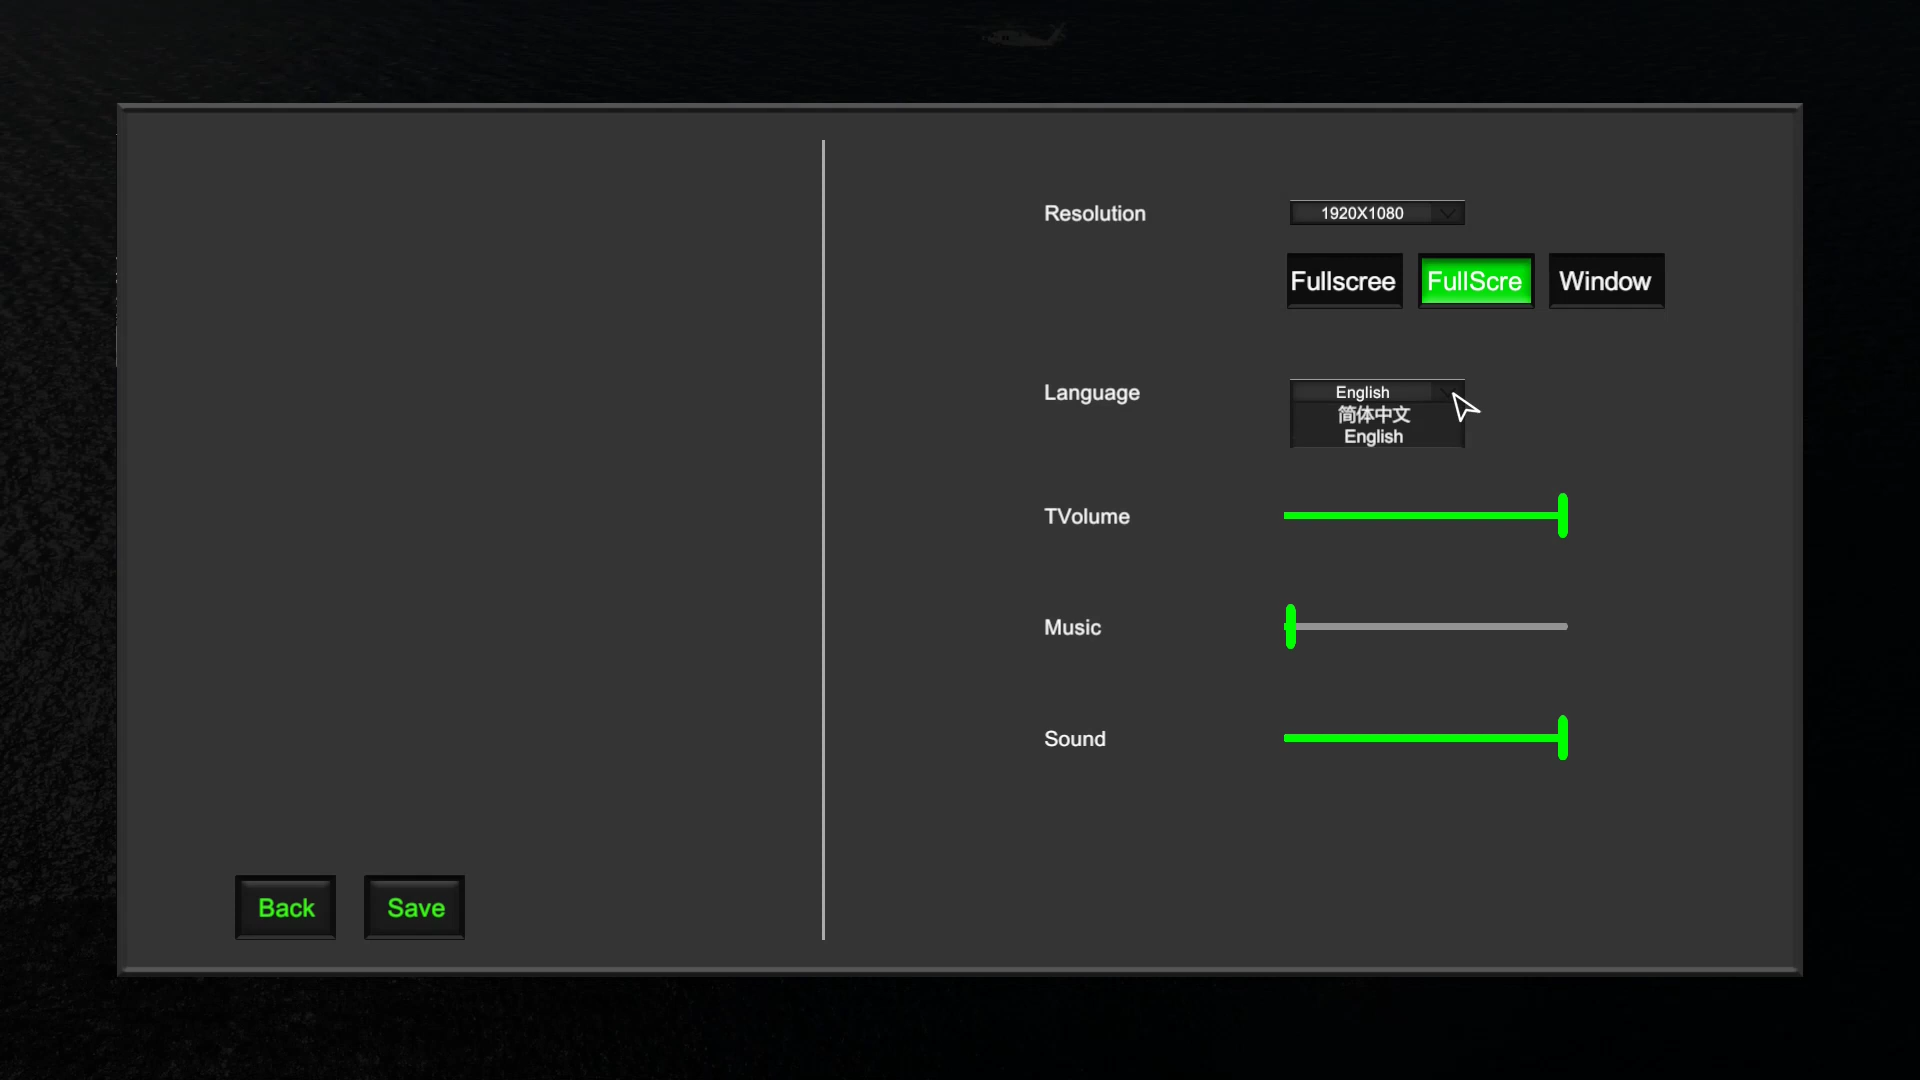 Resolution
1920X1080
Fullscree
FullScre
Window
Language
English
简体中文
English
TVolume
Music
Sound
Back
Save